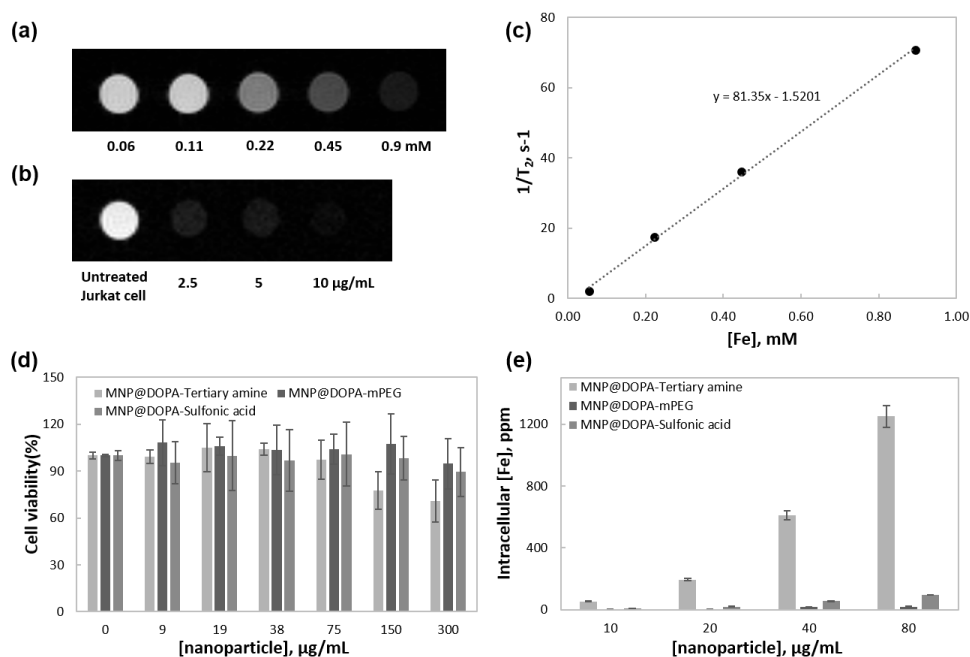 (a)
0.06 0.11 0.22 0.45 0.9 mM
(b)
Untreated
Jurkat cell
2.5 5 10 µg/mL
(c)
80
60
40
20
0
1/T2, s-1
y = 81.35x - 1.5201
0.00 0.20 0.40 0.60 0.80 1.00
[Fe], mM
(d)
150
120
90
60
30
0
Cell viability(%)
MNP@DOPA-Tertiary amine MNP@DOPA-mPEG
MNP@DOPA-Sulfonic acid
0 9 19 38 75 150 300
[nanoparticle], µg/mL
(e)
1200
800
400
0
Intracellular [Fe], ppm
MNP@DOPA-Tertiary amine
MNP@DOPA-mPEG
MNP@DOPA-Sulfonic acid
10 20 40 80
[nanoparticle], µg/mL